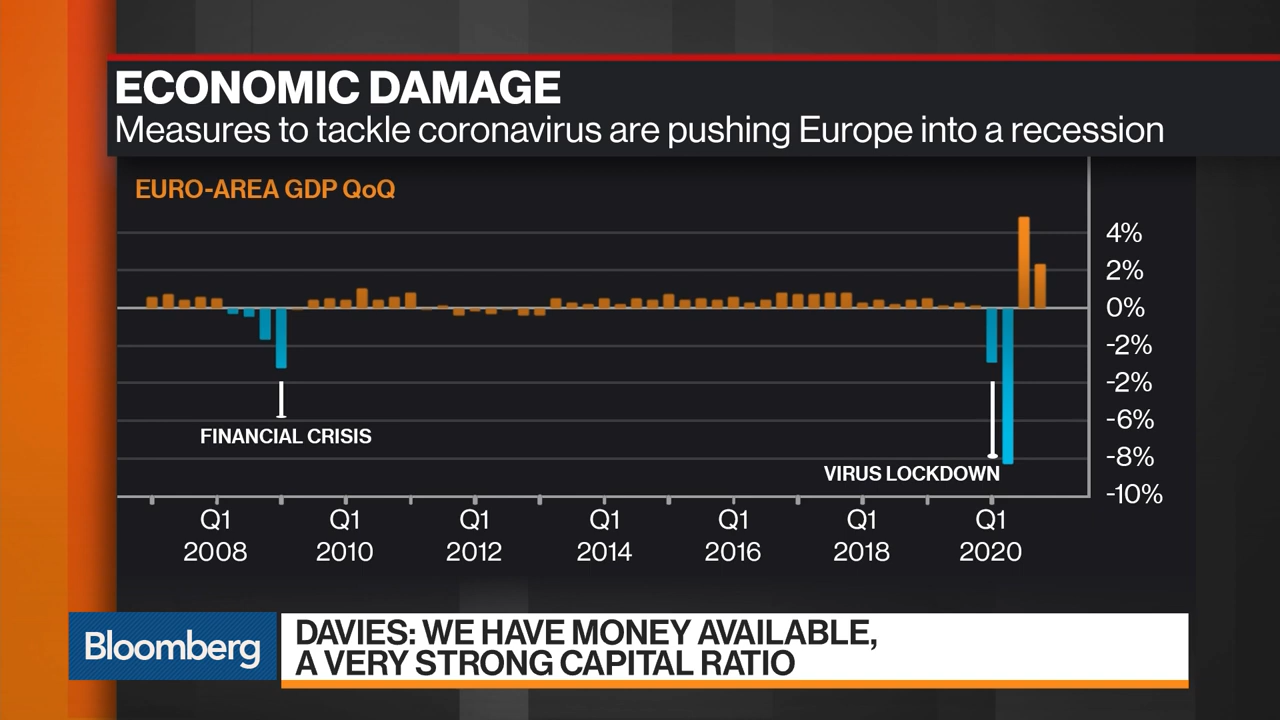 ECONOMIC DAMAGE
Measures to tackle coronavirus are pushing Europe into a recession
EURO-AREA GDP QoQ
4%
2%
0%
-2%
-2%
-6%
-8%
-10%
FINANCIAL CRISIS
VIRUS LOCKDOWN
Q1 Q1 Q1 Q1 Q1 Q1 Q1
2008 2010 2012 2014 2016 2018 2020
Bloomberg
DAVIES: WE HAVE MONEY AVAILABLE,
A VERY STRONG CAPITAL RATIO